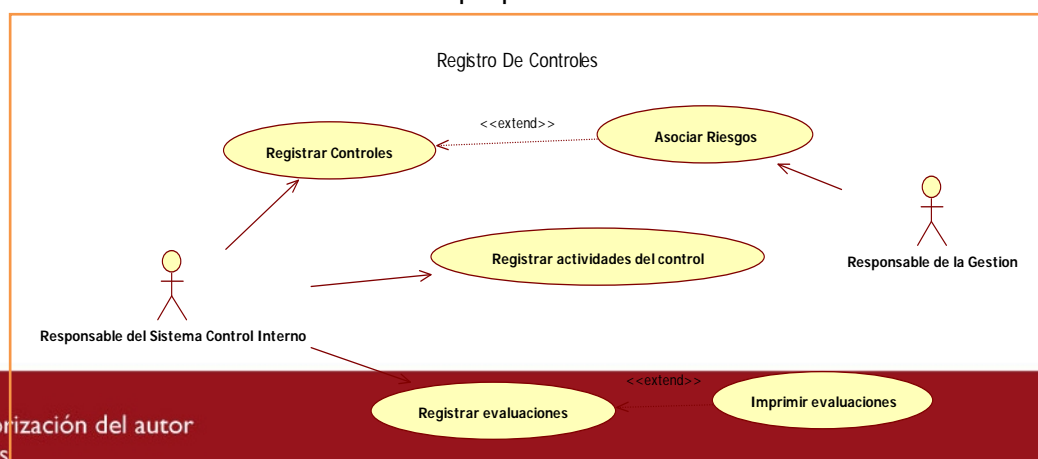 Registro De Controles
<<extend>>
Asociar Riesgos
Registrar Controles
Registrar actividades del control
Responsable de la Gestion
Responsable del Sistema Control Interno
<<extend>>
Imprimir evaluaciones
Registrar evaluaciones
rización del autor
s